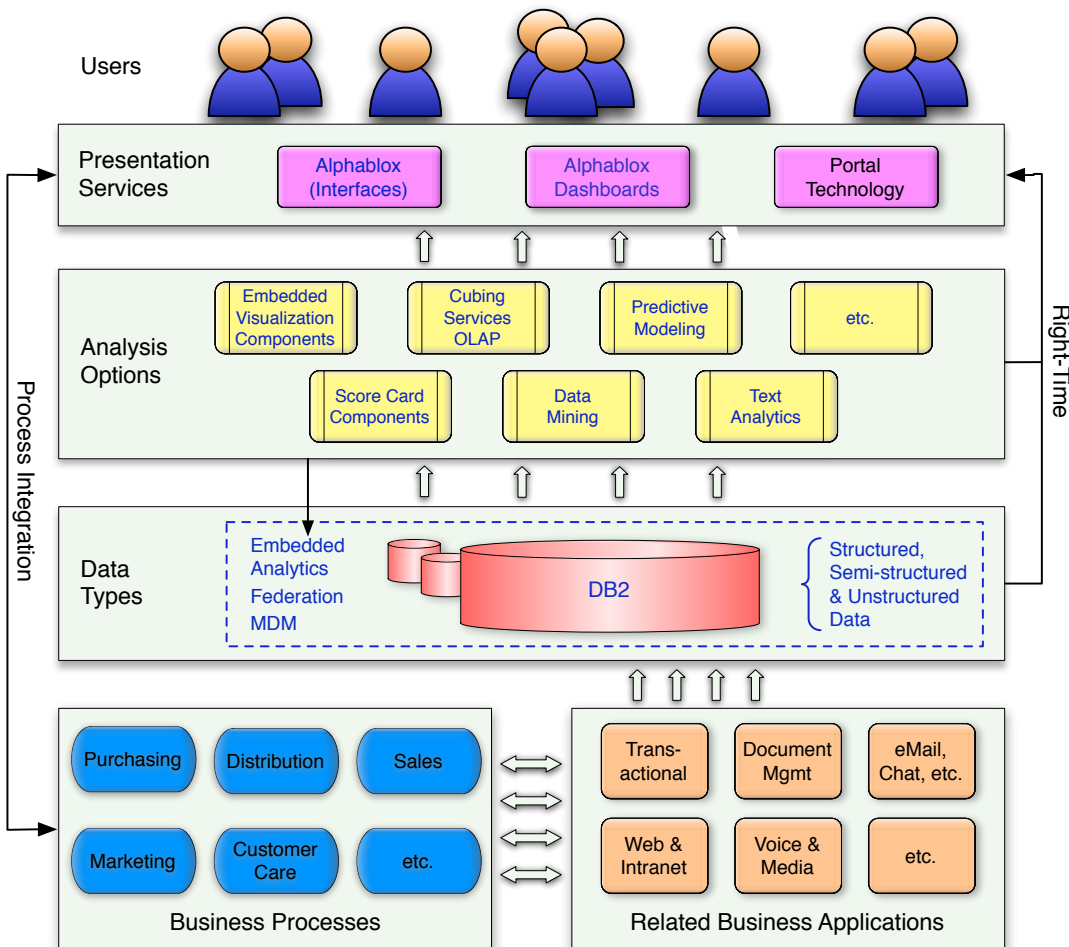 Users
Presentation
Services
Alphablox
(Interfaces)
Alphablox
Dashboards
Portal
Technology
Analysis
Options
Embedded
Visualization
Components
Cubing
Services
OLAP
Predictive
Modeling
etc.
Score Card
Components
Data
Mining
Text
Analytics
Process Integration
Right-Time
Data
Types
Embedded
Analytics
Federation
MDM
DB2
Structured,
Semi-structured
& Unstructured
Data
Purchasing
Distribution
Sales
Marketing
Customer
Care
etc.
Business Processes
Trans-
actional
Document
Mgmt
eMail,
Chat, etc.
Web &
Intranet
Voice &
Media
etc.
Related Business Applications